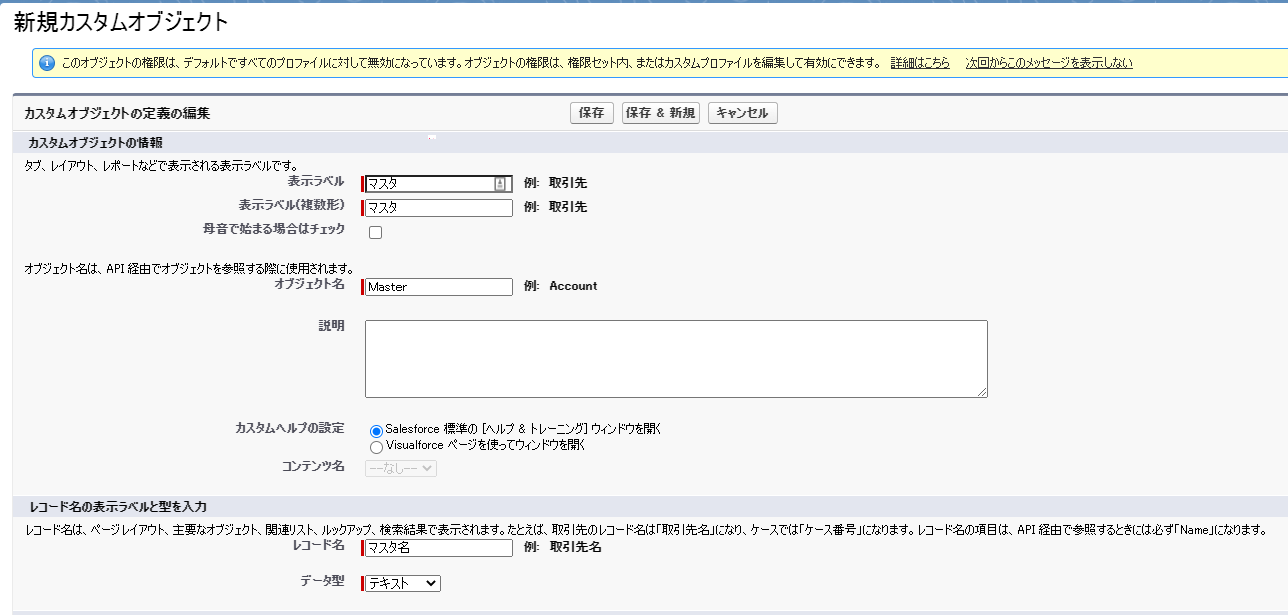 新規カスタムオブジェクト
このオブジェクトの権限は、デフォルトですべてのプロファイルに対して無効になっています。オブジェクトの権限は、権限セット内、またはカスタムプロファイルを編集して有効にできます。 詳細はこちら 次回からこのメッセージを表示しない
カスタムオブジェクトの定義の編集 保存 保存 & 新規 キャンセル
カスタムオブジェクトの情報
タブ、レイアウト、レポートなどで表示される表示ラベルです。
表示ラベル マスタ 例: 取引先
表示ラベル(複数形) マスタ 例: 取引先
母音で始まる場合はチェック
オブジェクト名は、API 経由でオブジェクトを参照する際に使用されます。
オブジェクト名 Master 例: Account
説明
カスタムヘルプの設定 Salesforce 標準の [ヘルプ & トレーニング] ウィンドウを開く
Visualforce ページを使ってウィンドウを開く
コンテンツ名 --なし--
レコード名の表示ラベルと型を入力
レコード名は、ページレイアウト、主要なオブジェクト、関連リスト、ルックアップ、検索結果で表示されます。たとえば、取引先のレコード名は「取引先名」になり、ケースでは「ケース番号」になります。レコード名の項目は、API 経由で参照するときには必ず「Name」になります。
レコード名 マスタ名 例: 取引先名
データ型 テキスト